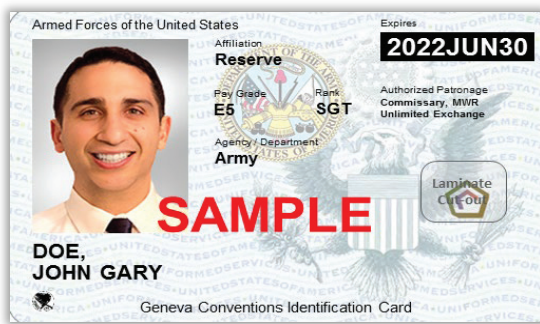 Armed Forces of the United States
Expires
2022JUN30
Affiliation
Reserve
Authorized Patronage
Commissary, MWR
Unlimited Exchange
Pay Grade
Rank
E5
SGT
Agency / Department
Army
Laminate
Cut-out
SAMPLE
DOE,
JOHN GARY
Geneva Conventions Identification Card